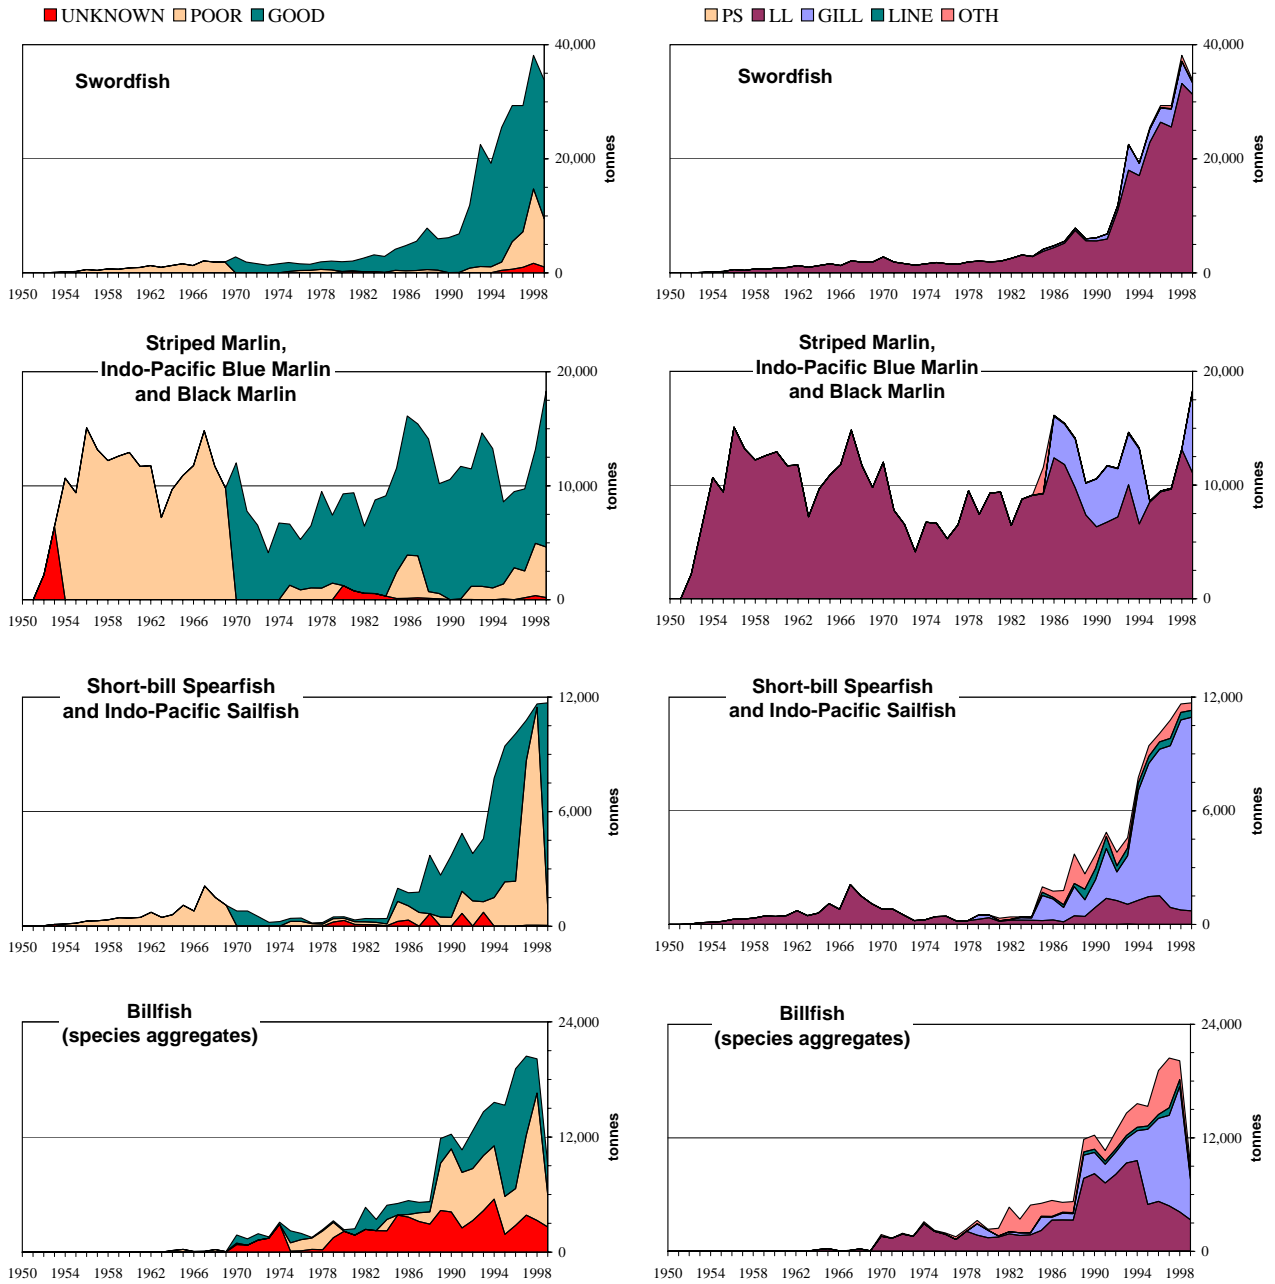 UNKNOWN POOR GOOD
PS LL GILL LINE OTH
Swordfish
40,000
20,000
0
tonnes
1950 1954 1958 1962 1966 1970 1974 1978 1982 1986 1990 1994 1998
Swordfish
40,000
20,000
0
tonnes
1950 1954 1958 1962 1966 1970 1974 1978 1982 1986 1990 1994 1998
Striped Marlin,
Indo-Pacific Blue Marlin
and Black Marlin
20,000
10,000
0
tonnes
1950 1954 1958 1962 1966 1970 1974 1978 1982 1986 1990 1994 1998
Striped Marlin,
Indo-Pacific Blue Marlin
and Black Marlin
20,000
10,000
0
tonnes
1950 1954 1958 1962 1966 1970 1974 1978 1982 1986 1990 1994 1998
Short-bill Spearfish
and Indo-Pacific Sailfish
12,000
6,000
0
tonnes
1950 1954 1958 1962 1966 1970 1974 1978 1982 1986 1990 1994 1998
Short-bill Spearfish
and Indo-Pacific Sailfish
12,000
6,000
0
tonnes
1950 1954 1958 1962 1966 1970 1974 1978 1982 1986 1990 1994 1998
Billfish
(species aggregates)
24,000
12,000
0
tonnes
1950 1954 1958 1962 1966 1970 1974 1978 1982 1986 1990 1994 1998
Billfish
(species aggregates)
24,000
12,000
0
tonnes
1950 1954 1958 1962 1966 1970 1974 1978 1982 1986 1990 1994 1998